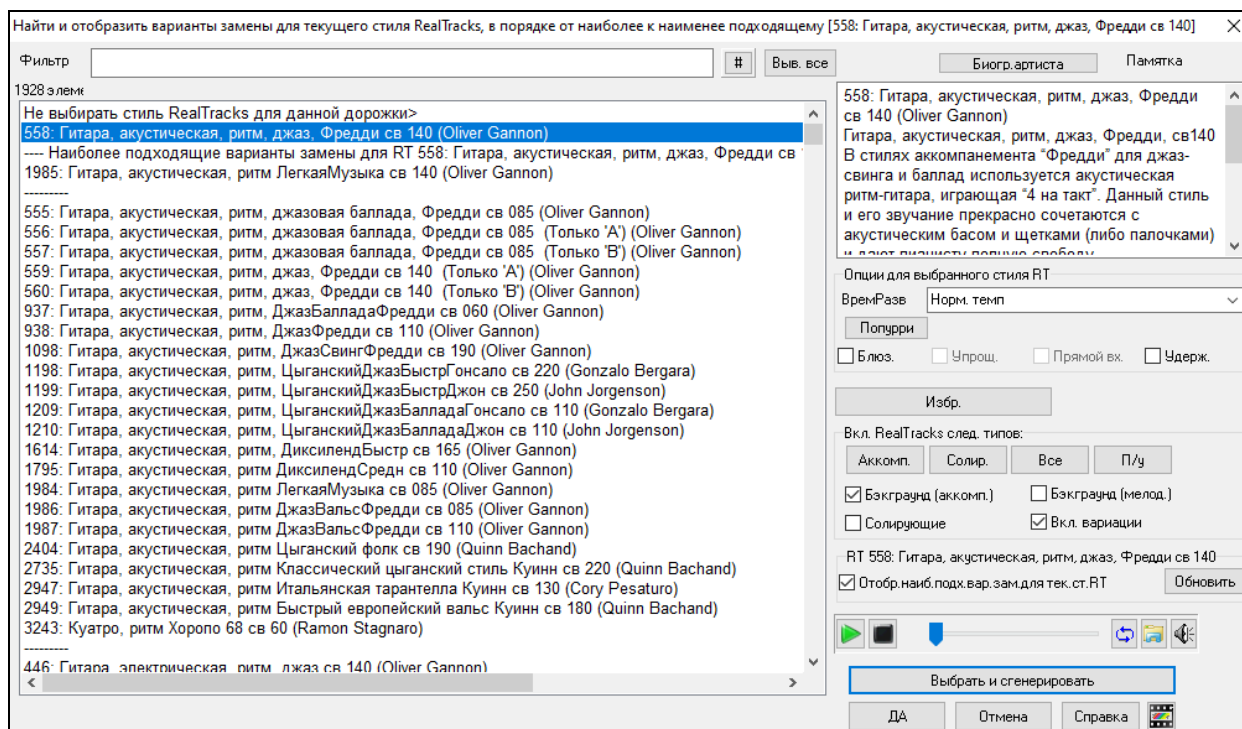 Найти и отобразить варианты замены для текущего стиля RealTracks, в порядке от наиболее к наименее подходящему [558: Гитара, акустическая, ритм, джаз, Фредди св 140]
Фильтр
#
Выв. все
1928 элеме
Не выбирать стиль RealTracks для данной дорожки>
558: Гитара, акустическая, ритм, джаз, Фредди св 140 (Oliver Gannon)
---- Наиболее подходящие варианты замены для RT 558: Гитара, акустическая, ритм, джаз, Фредди св
1985: Гитара, акустическая, ритм ЛегкаяМузыка св 140 (Oliver Gannon)
---------
555: Гитара, акустическая, ритм, джазовая баллада, Фредди св 085 (Oliver Gannon)
556: Гитара, акустическая, ритм, джазовая баллада, Фредди св 085 (Только 'A') (Oliver Gannon)
557: Гитара, акустическая, ритм, джазовая баллада, Фредди св 085 (Только 'B') (Oliver Gannon)
559: Гитара, акустическая, ритм, джаз, Фредди св 140 (Только 'A') (Oliver Gannon)
560: Гитара, акустическая, ритм, джаз, Фредди св 140 (Только 'B') (Oliver Gannon)
937: Гитара, акустическая, ритм, ДжазБалладаФредди св 060 (Oliver Gannon)
938: Гитара, акустическая, ритм, ДжазФредди св 110 (Oliver Gannon)
1098: Гитара, акустическая, ритм, ДжазСвингФредди св 190 (Oliver Gannon)
1198: Гитара, акустическая, ритм, ЦыганскийДжазБыстрГонсало св 220 (Gonzalo Bergara)
1199: Гитара, акустическая, ритм, ЦыганскийДжазБыстрДжон св 250 (John Jorgenson)
1209: Гитара, акустическая, ритм, ЦыганскийДжазБалладаГонсало св 110 (Gonzalo Bergara)
1210: Гитара, акустическая, ритм, ЦыганскийДжазБалладаДжон св 110 (John Jorgenson)
1614: Гитара, акустическая, ритм, ДиксилендБыстр св 165 (Oliver Gannon)
1795: Гитара, акустическая, ритм ДиксилендСредн св 110 (Oliver Gannon)
1984: Гитара, акустическая, ритм ЛегкаяМузыка св 085 (Oliver Gannon)
1986: Гитара, акустическая, ритм ДжазВальсФредди св 085 (Oliver Gannon)
1987: Гитара, акустическая, ритм ДжазВальсФредди св 110 (Oliver Gannon)
2404: Гитара, акустическая, ритм Цыганский фолк св 190 (Quinn Bachand)
2735: Гитара, акустическая, ритм Классический цыганский стиль Куинн св 220 (Quinn Bachand)
2947: Гитара, акустическая, ритм Итальянская тарантелла Куинн св 130 (Cory Pesaturo)
2949: Гитара, акустическая, ритм Быстрый европейский вальс Куинн св 180 (Quinn Bachand)
3243: Куатро, ритм Хоропо 68 св 60 (Ramon Stagnaro)
---------
446: Гитара, электрическая, ритм, джаз св 140 (Oliver Gannon)
Биогр.артиста
Памятка
558: Гитара, акустическая, ритм, джаз, Фредди
св 140 (Oliver Gannon)
Гитара, акустическая, ритм, джаз, Фредди, св140
В стилях аккомпанемента “Фредди” для джаз-
свинга и баллад используется акустическая
ритм-гитара, играющая “4 на такт”. Данный стиль
и его звучание прекрасно сочетаются с
акустическим басом и щетками (либо палочками)
и дают пианисту полную свободу
Опции для выбранного стиля RT
ВремРазв
Норм. темп
Попурри
Блюз.
Упрощ.
Прямой вх.
Удерж.
Избр.
Вкл. RealTracks след. типов:
Аккомп.
Солир.
Все
П/у
Бэкграунд (аккомп.)
Бэкграунд (мелод.)
Солирующие
Вкл. вариации
RT 558: Гитара, акустическая, ритм, джаз, Фредди св 140
Отобр.наиб.подх.вар.зам.для тек.ст.RT
Обновить
Выбрать и сгенерировать
ДА
Отмена
Справка